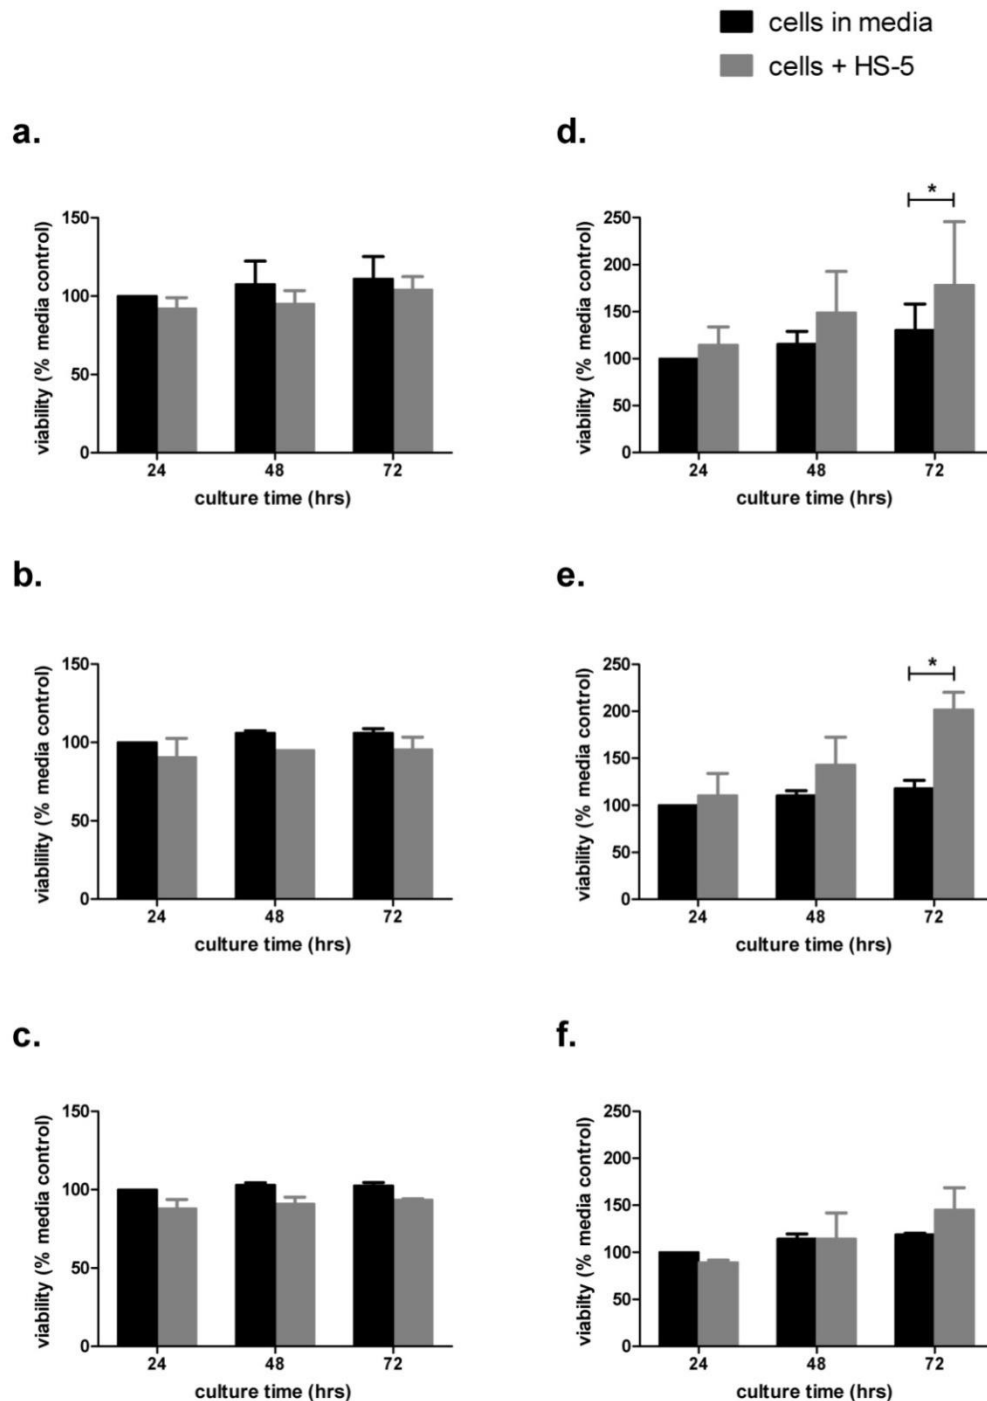 cells in media
cells + HS-5
a.
viability (% media control)
150
100
50
0
24 48 72
culture time (hrs)
d.
viability (% media control)
250
200
150
100
50
0
*
24 48 72
culture time (hrs)
b.
viablility (% media control)
150
100
50
0
24 48 72
culture time (hrs)
e.
viability (% media control)
250
200
150
100
50
0
*
24 48 72
culture time (hrs)
c.
viability (% media control)
150
100
50
0
24 48 72
culture time (hrs)
f.
viabilty (% media control)
250
200
150
100
50
0
24 48 72
culture time (hrs)